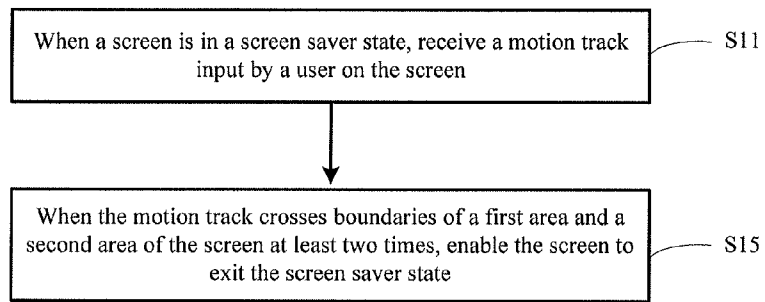 When a screen is in a screen saver state, receive a motion track
input by a user on the screen
S11
When the motion track crosses boundaries of a first area and a
second area of the screen at least two times, enable the screen to
exit the screen saver state
S15